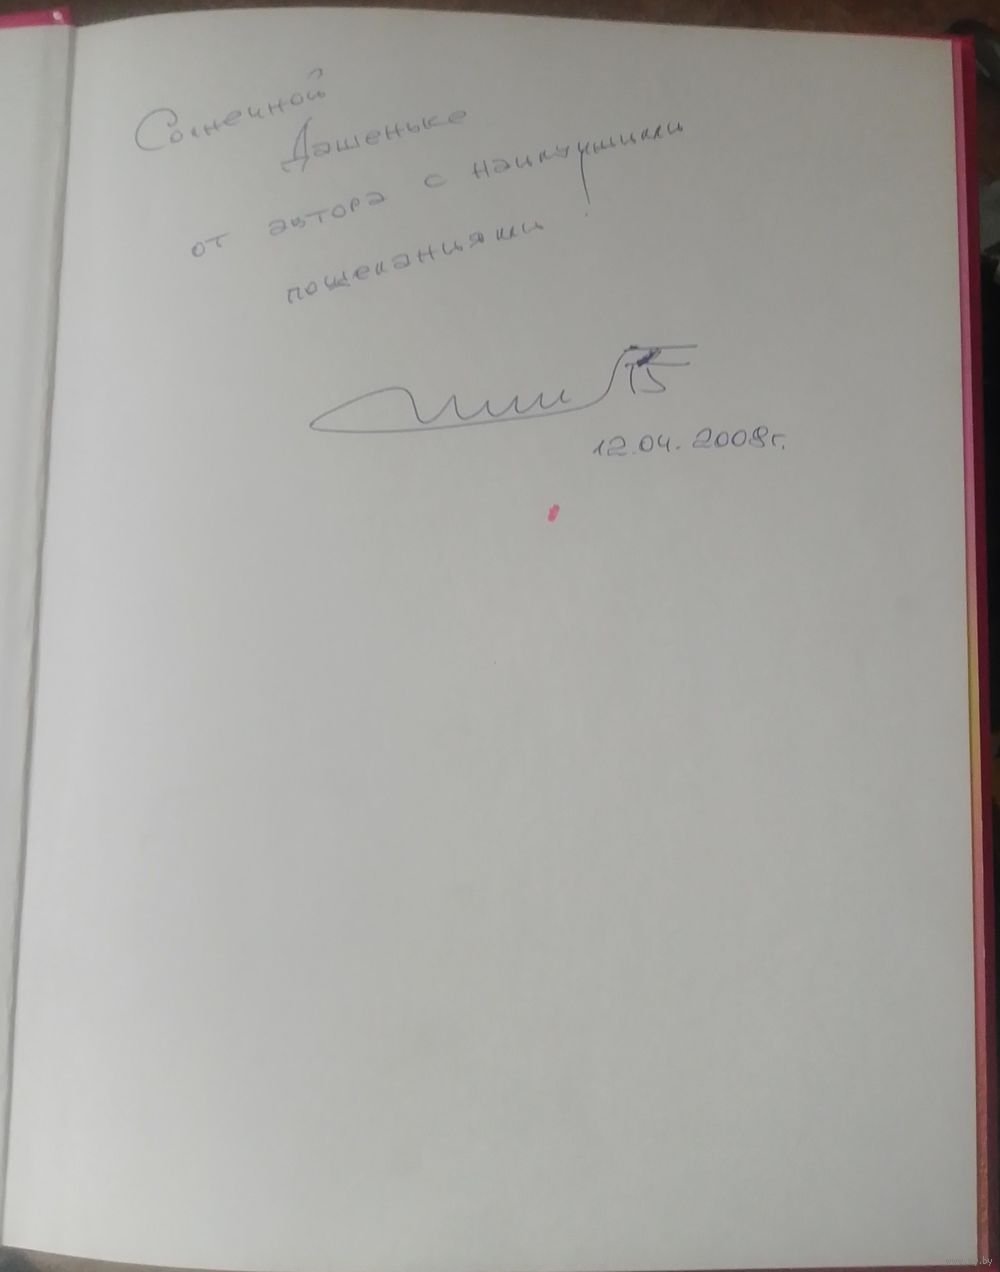 Солнечной
Дашеньке
от автора с наилучшими
пожеланиями!
12.04.2008г.